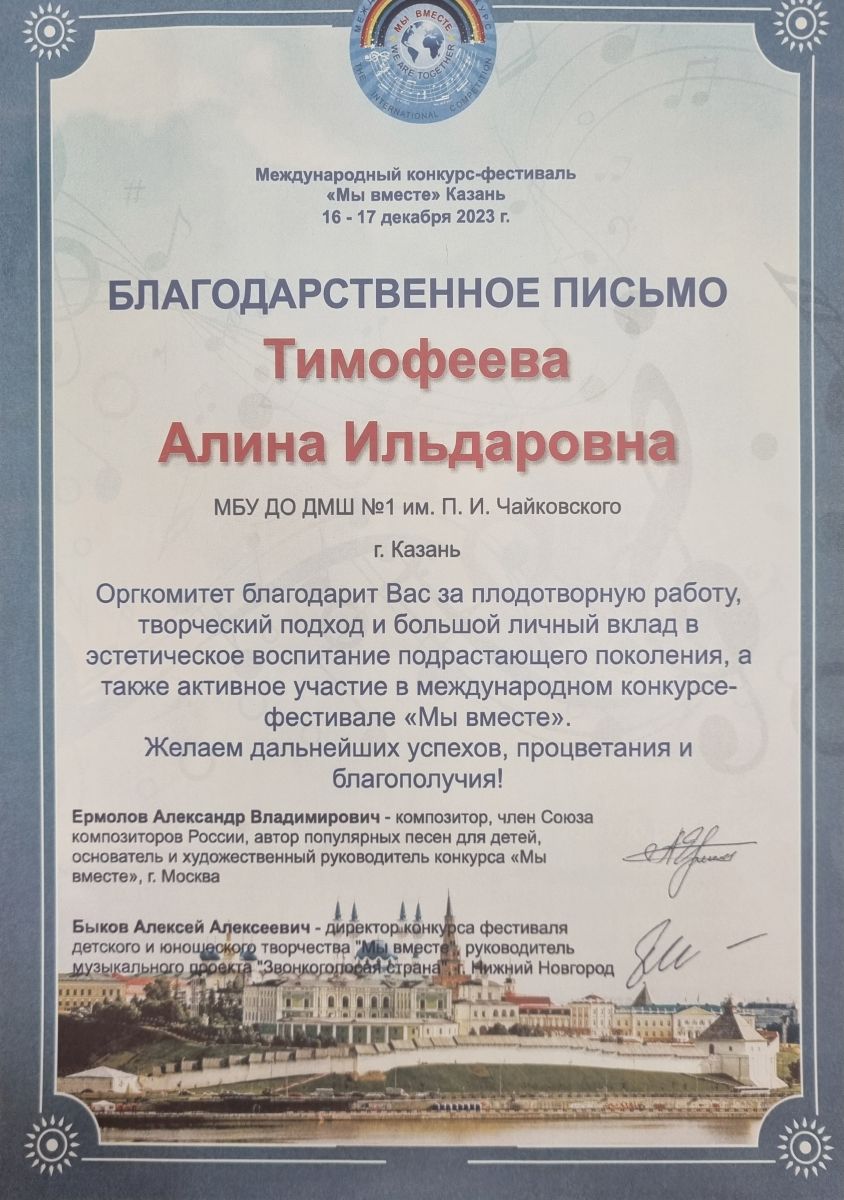 МЫ ВМЕСТЕ
WE ARE TOGETHER
THE INTERNATIONAL COMPETITION
Международный конкурс-фестиваль
«Мы вместе» Казань
16 - 17 декабря 2023 г.
БЛАГОДАРСТВЕННОЕ ПИСЬМО
Тимофеева
Алина Ильдаровна
МБУ ДО ДМШ №1 им. П. И. Чайковского
г. Казань
Оргкомитет благодарит Вас за плодотворную работу,
творческий подход и большой личный вклад в
эстетическое воспитание подрастающего поколения, а
также активное участие в международном конкурсе-
фестивале «Мы вместе».
Желаем дальнейших успехов, процветания и
благополучия!
Ермолов Александр Владимирович - композитор, член Союза
композиторов России, автор популярных песен для детей,
основатель и художественный руководитель конкурса «Мы
вместе», г. Москва
Быков Алексей Алексеевич - директор конкурса фестиваля
детского и юношеского творчества "Мы вместе", руководитель
музыкального проекта "Звонкоголосая страна", г. Нижний Новгород